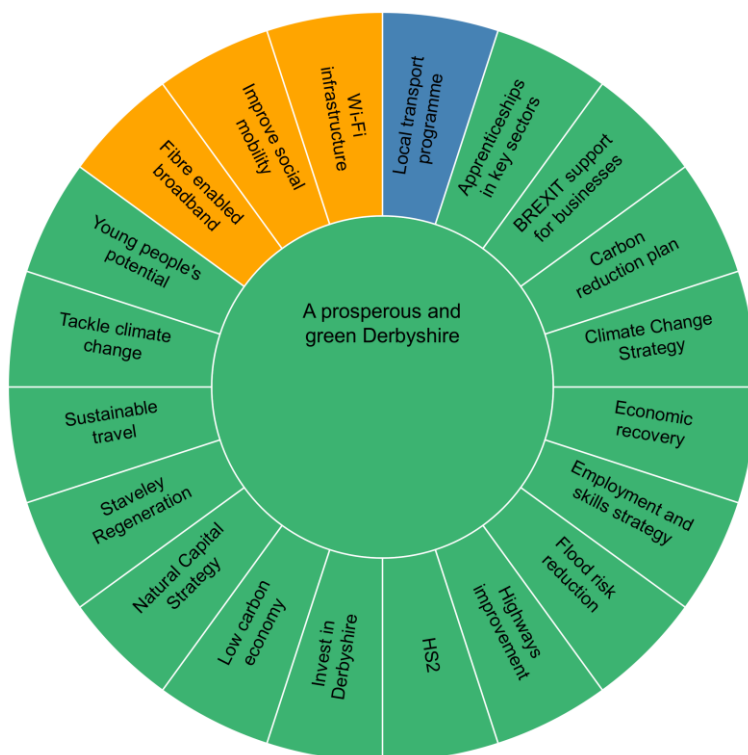 A prosperous and
green Derbyshire
Local transport
programme
Apprenticeships
in key sectors
BREXIT support
for businesses
Carbon
reduction plan
Climate Change
Strategy
Economic
recovery
Employment and
skills strategy
Flood risk
reduction
Highways
improvement
HS2
Invest in
Derbyshire
Low carbon
economy
Natural Capital
Strategy
Staveley
Regeneration
Sustainable
travel
Tackle climate
change
Young people's
potential
Fibre enabled
broadband
Improve social
mobility
Wi-Fi
infrastructure